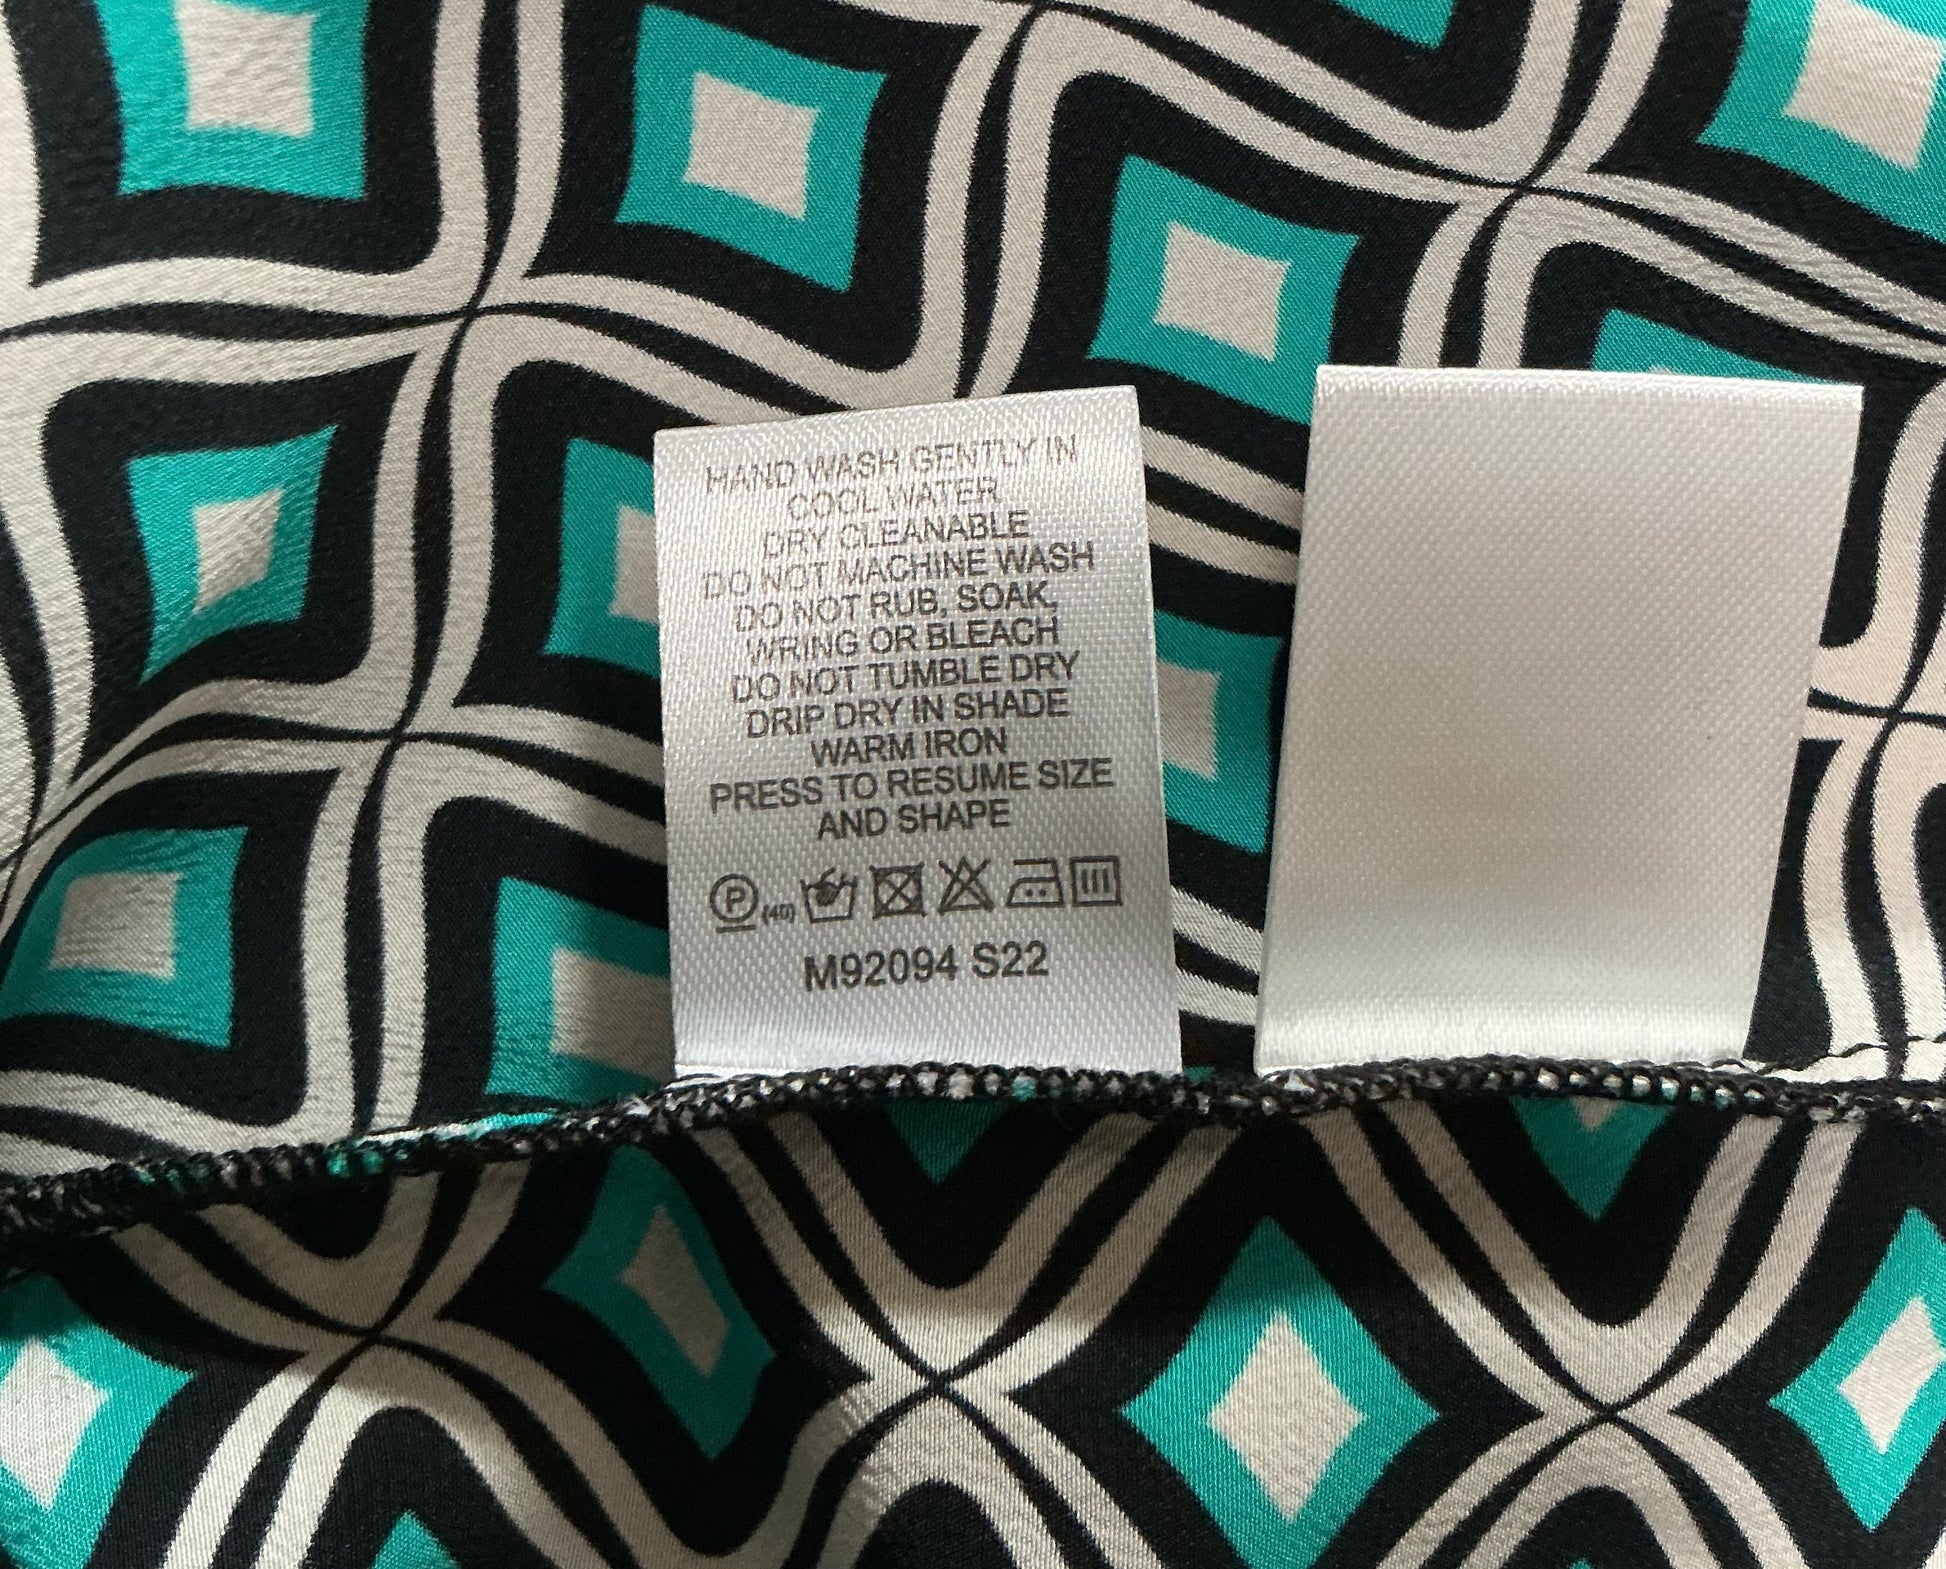 HAND WASH GENTLY IN
COOL WATER
DRY CLEANABLE
DO NOT MACHINE WASH
DO NOT RUB, SOAK,
WRING OR BLEACH
DO NOT TUMBLE DRY
DRIP DRY IN SHADE
WARM IRON
PRESS TO RESUME SIZE
AND SHAPE
P (40)
M92094 S22